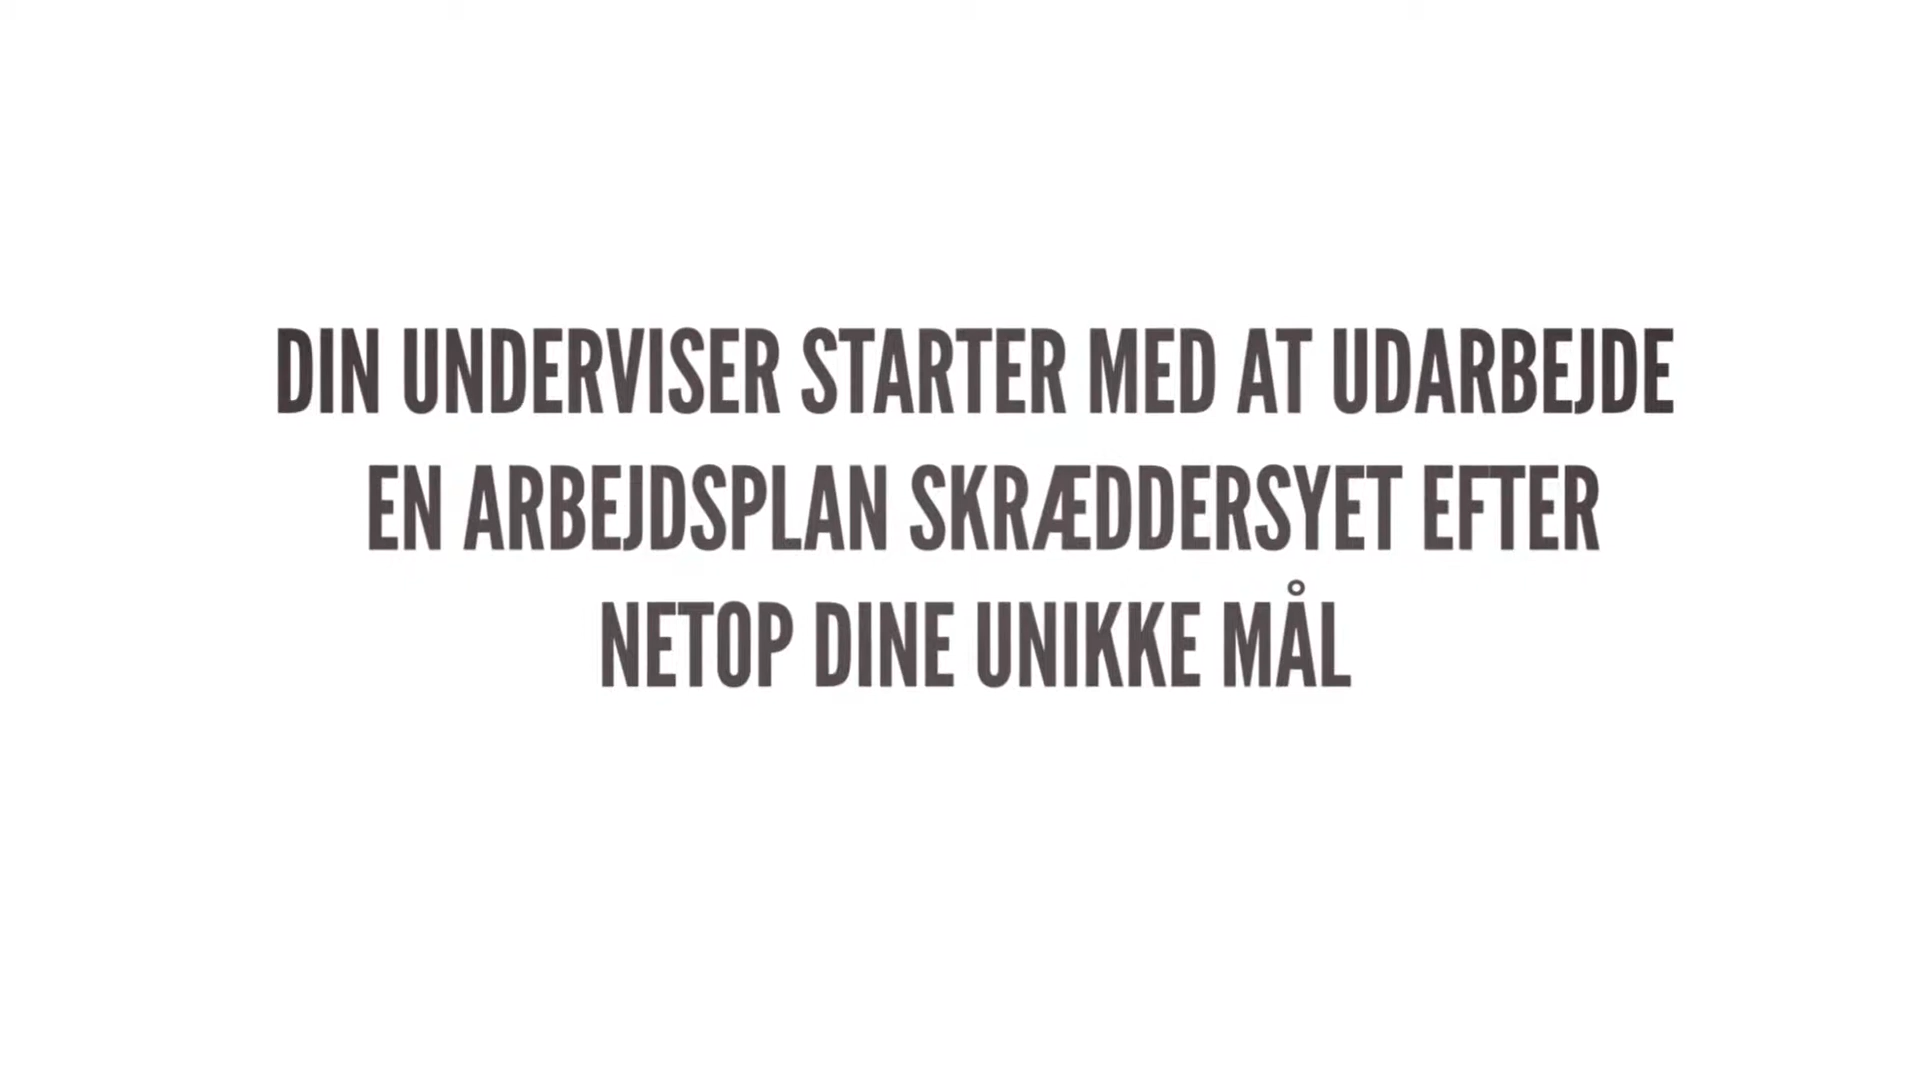 DIN UNDERVISER STARTER MED AT UDARBEJDE
EN ARBEJDSPLAN SKRÆDDERSYET EFTER
NETOP DINE UNIKKE MÅL